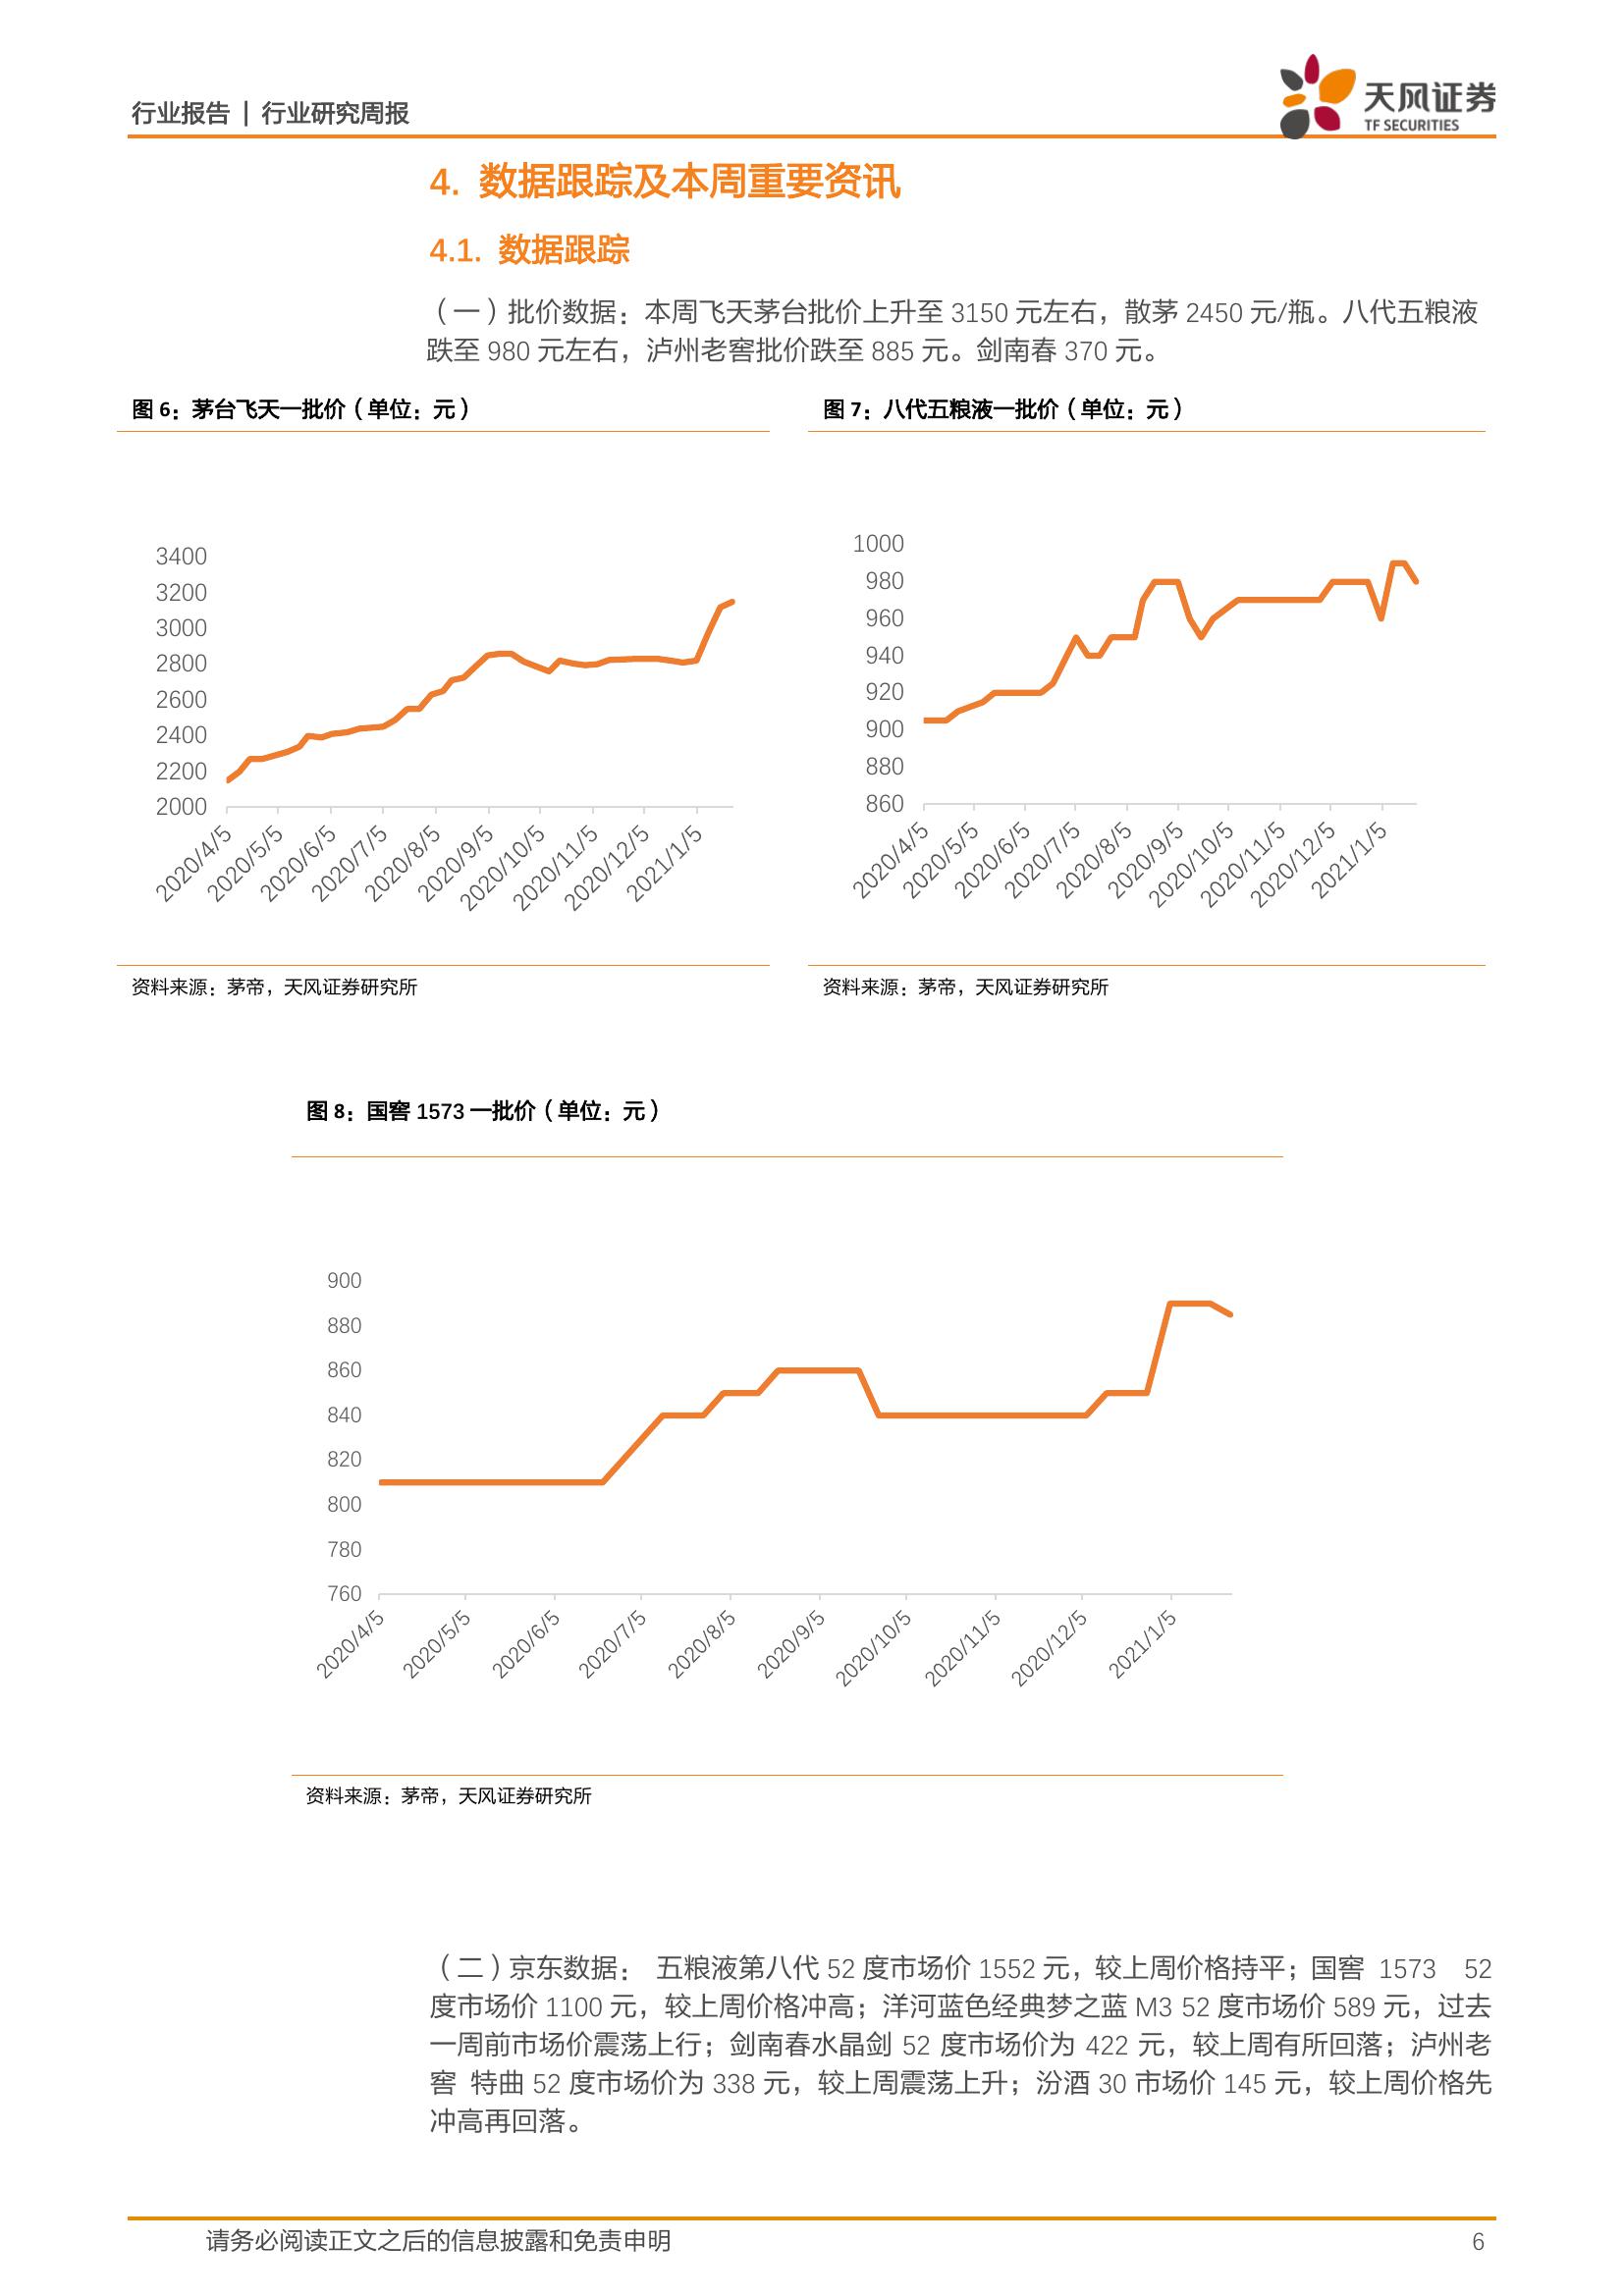 行业报告 | 行业研究周报
天风证券
TF SECURITIES
4. 数据跟踪及本周重要资讯
4.1. 数据跟踪
（一）批价数据：本周飞天茅台批价上升至 3150 元左右，散茅 2450 元/瓶。八代五粮液
跌至 980 元左右，泸州老窖批价跌至 885 元。剑南春 370 元。
图 6：茅台飞天一批价（单位：元）
3400
3200
3000
2800
2600
2400
2200
2000
2020/4/5
2020/5/5
2020/6/5
2020/7/5
2020/8/5
2020/9/5
2020/10/5
2020/11/5
2020/12/5
2021/1/5
资料来源：茅帝，天风证券研究所
图 7：八代五粮液一批价（单位：元）
1000
980
960
940
920
900
880
860
2020/4/5
2020/5/5
2020/6/5
2020/7/5
2020/8/5
2020/9/5
2020/10/5
2020/11/5
2020/12/5
2021/1/5
资料来源：茅帝，天风证券研究所
图 8：国窖 1573 一批价（单位：元）
900
880
860
840
820
800
780
760
2020/4/5
2020/5/5
2020/6/5
2020/7/5
2020/8/5
2020/9/5
2020/10/5
2020/11/5
2020/12/5
2021/1/5
资料来源：茅帝，天风证券研究所
（二）京东数据： 五粮液第八代 52 度市场价 1552 元，较上周价格持平；国窖 1573 52
度市场价 1100 元，较上周价格冲高；洋河蓝色经典梦之蓝 M3 52 度市场价 589 元，过去
一周前市场价震荡上行；剑南春水晶剑 52 度市场价为 422 元，较上周有所回落；泸州老
窖 特曲 52 度市场价为 338 元，较上周震荡上升；汾酒 30 市场价 145 元，较上周价格先
冲高再回落。
请务必阅读正文之后的信息披露和免责申明
6